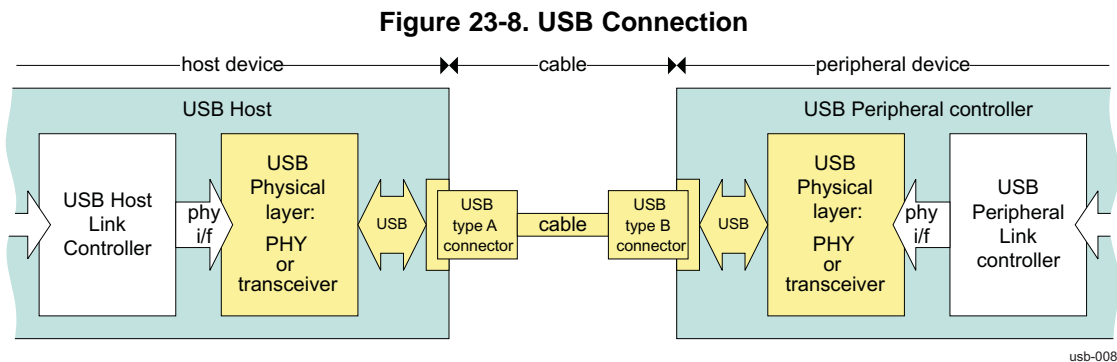 Figure 23-8. USB Connection
host device
cable
peripheral device
USB Host
USB Host
Link
Controller
phy
i/f
USB
Physical
layer:
PHY
or
transceiver
USB
USB
type A
connector
cable
USB
type B
connector
USB Peripheral controller
USB
USB
Physical
layer:
PHY
or
transceiver
phy
i/f
USB
Peripheral
Link
controller
usb-008